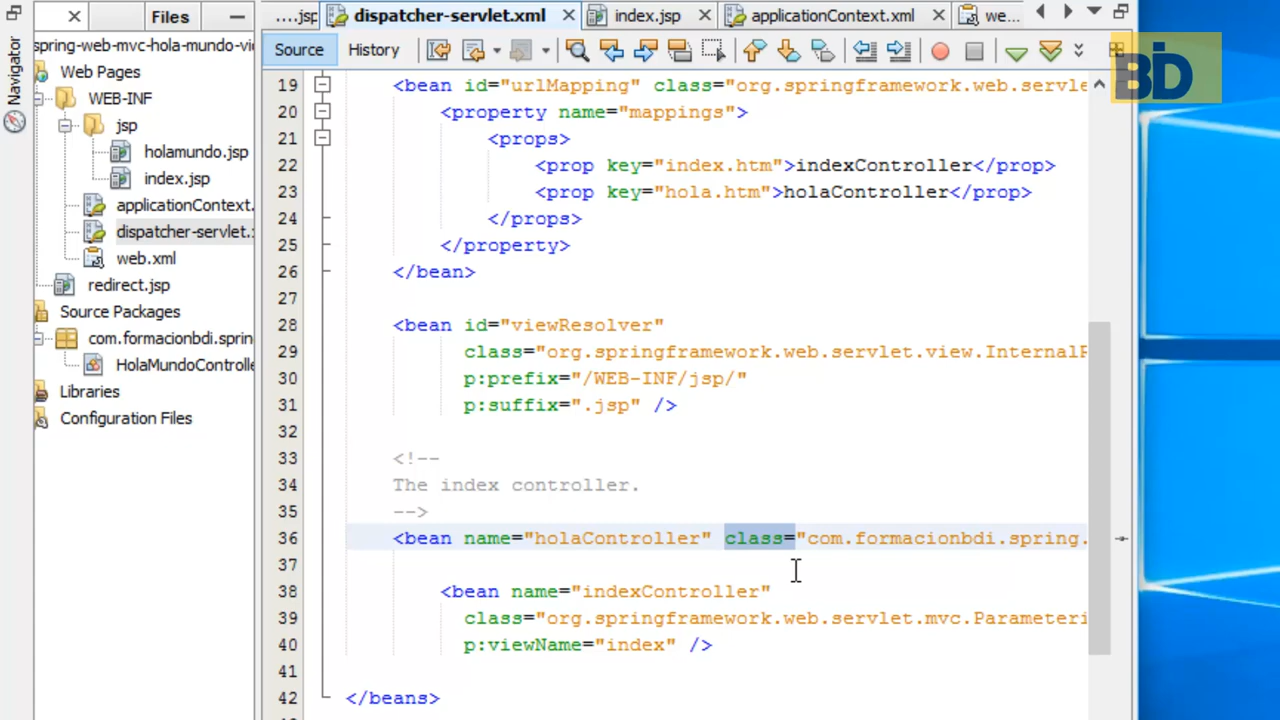 Files
....jsp
dispatcher-servlet.xml
index.jsp
applicationContext.xml
we...
Source
History
BDI
Navigator
spring-web-mvc-hola-mundo-vi
Web Pages
WEB-INF
jsp
holamundo.jsp
index.jsp
applicationContext.
dispatcher-servlet.
web.xml
redirect.jsp
Source Packages
com.formacionbdi.sprin
HolaMundoControlle
Libraries
Configuration Files
19 <bean id="urlMapping" class="org.springframework.web.servle
20 <property name="mappings">
21 <props>
22 <prop key="index.htm">indexController</prop>
23 <prop key="hola.htm">holaController</prop>
24 </props>
25 </property>
26 </bean>
27
28 <bean id="viewResolver"
29 class="org.springframework.web.servlet.view.InternalR
30 p:prefix="/WEB-INF/jsp/"
31 p:suffix=".jsp" />
32
33 <!--
34 The index controller.
35 -->
36 <bean name="holaController" class="com.formacionbdi.spring.
37
38 <bean name="indexController"
39 class="org.springframework.web.servlet.mvc.Parameteri
40 p:viewName="index" />
41
42 </beans>